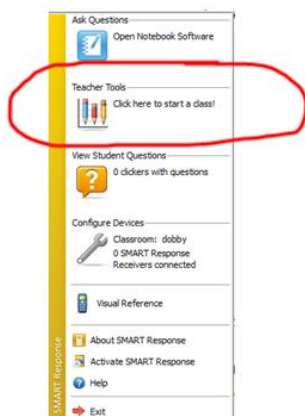 Ask Questions
Open Notebook Software
Teacher Tools
Click here to start a class!
View Student Questions
0 clickers with questions
Configure Devices
Classroom: dobby
0 SMART Response
Receivers connected
Visual Reference
About SMART Response
Activate SMART Response
Help
Exit
SMART Response